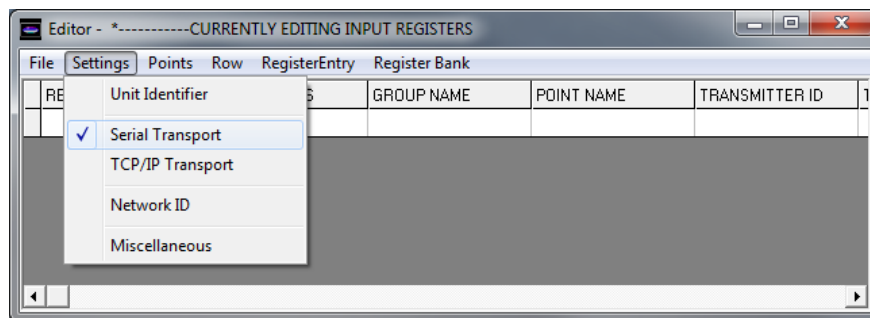 Editor - *-----------CURRENTLY EDITING INPUT REGISTERS
File Settings Points Row RegisterEntry Register Bank
GROUP NAME POINT NAME TRANSMITTER ID
Unit Identifier
Serial Transport
TCP/IP Transport
Network ID
Miscellaneous